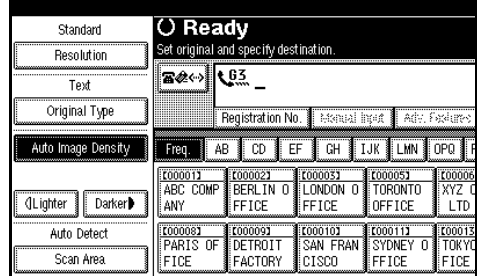 Standard
Resolution
Text
Original Type
Auto Image Density
Lighter Darker
Auto Detect
Scan Area
Ready
Set original and specify destination.
G3
Registration No. Manual Input Adv. Features
Freq. AB CD EF GH IJK LMN OPQ
[00001] [00002] [00003] [00005] [00006
ABC COMP BERLIN O LONDON O TORONTO XYZ C
ANY FFICE FFICE OFFICE LTD
[00008] [00009] [00010] [00011] [00013
PARIS OF DETROIT SAN FRAN SYDNEY O TOKYO
FICE FACTORY CISCO FFICE FICE